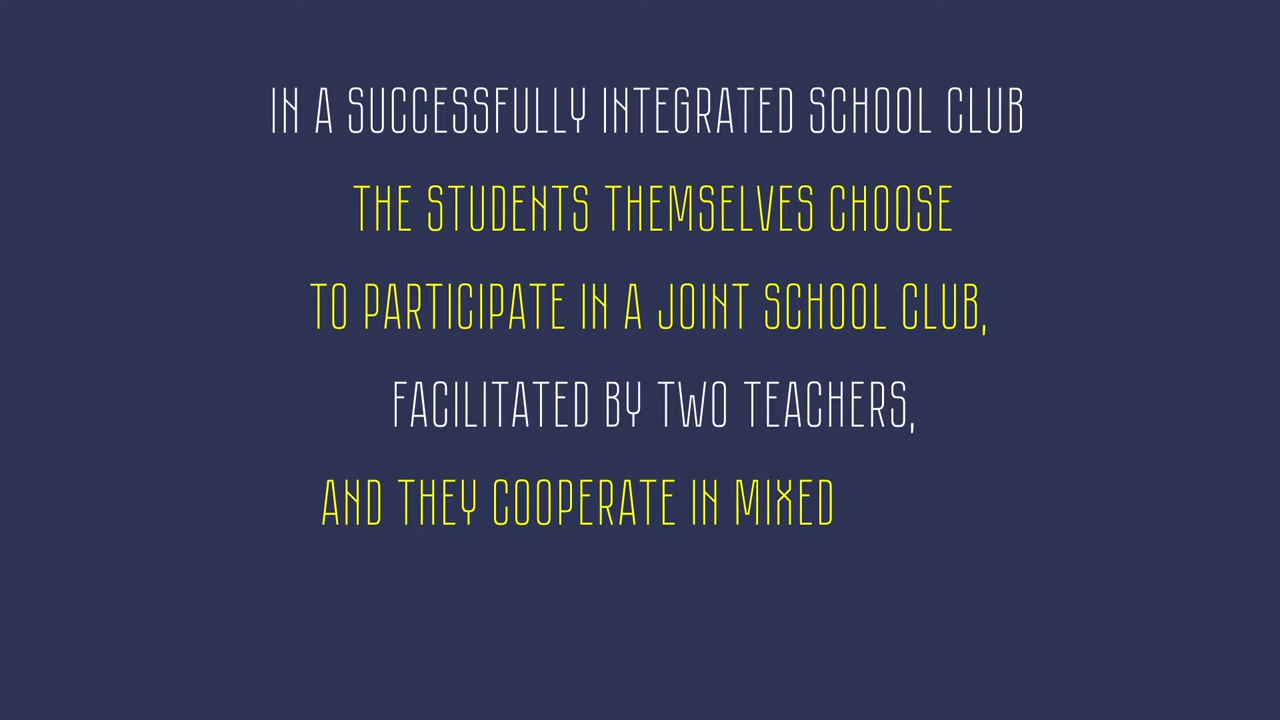 IN A SUCCESSFULLY INTEGRATED SCHOOL CLUB
THE STUDENTS THEMSELVES CHOOSE
TO PARTICIPATE IN A JOINT SCHOOL CLUB,
FACILITATED BY TWO TEACHERS,
AND THEY COOPERATE IN MIXED